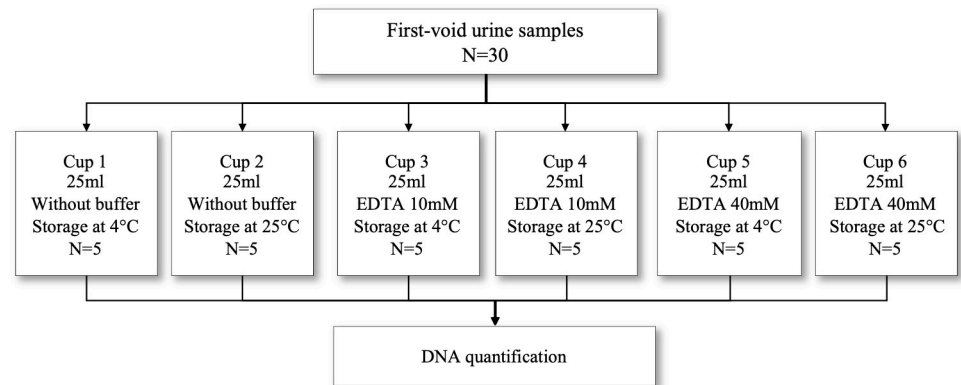 First-void urine samples
N=30
Cup 1
25ml
Without buffer
Storage at 4°C
N=5
Cup 2
25ml
Without buffer
Storage at 25°C
N=5
Cup 3
25ml
EDTA 10mM
Storage at 4°C
N=5
Cup 4
25ml
EDTA 10mM
Storage at 25°C
N=5
Cup 5
25ml
EDTA 40mM
Storage at 4°C
N=5
Cup 6
25ml
EDTA 40mM
Storage at 25°C
N=5
DNA quantification